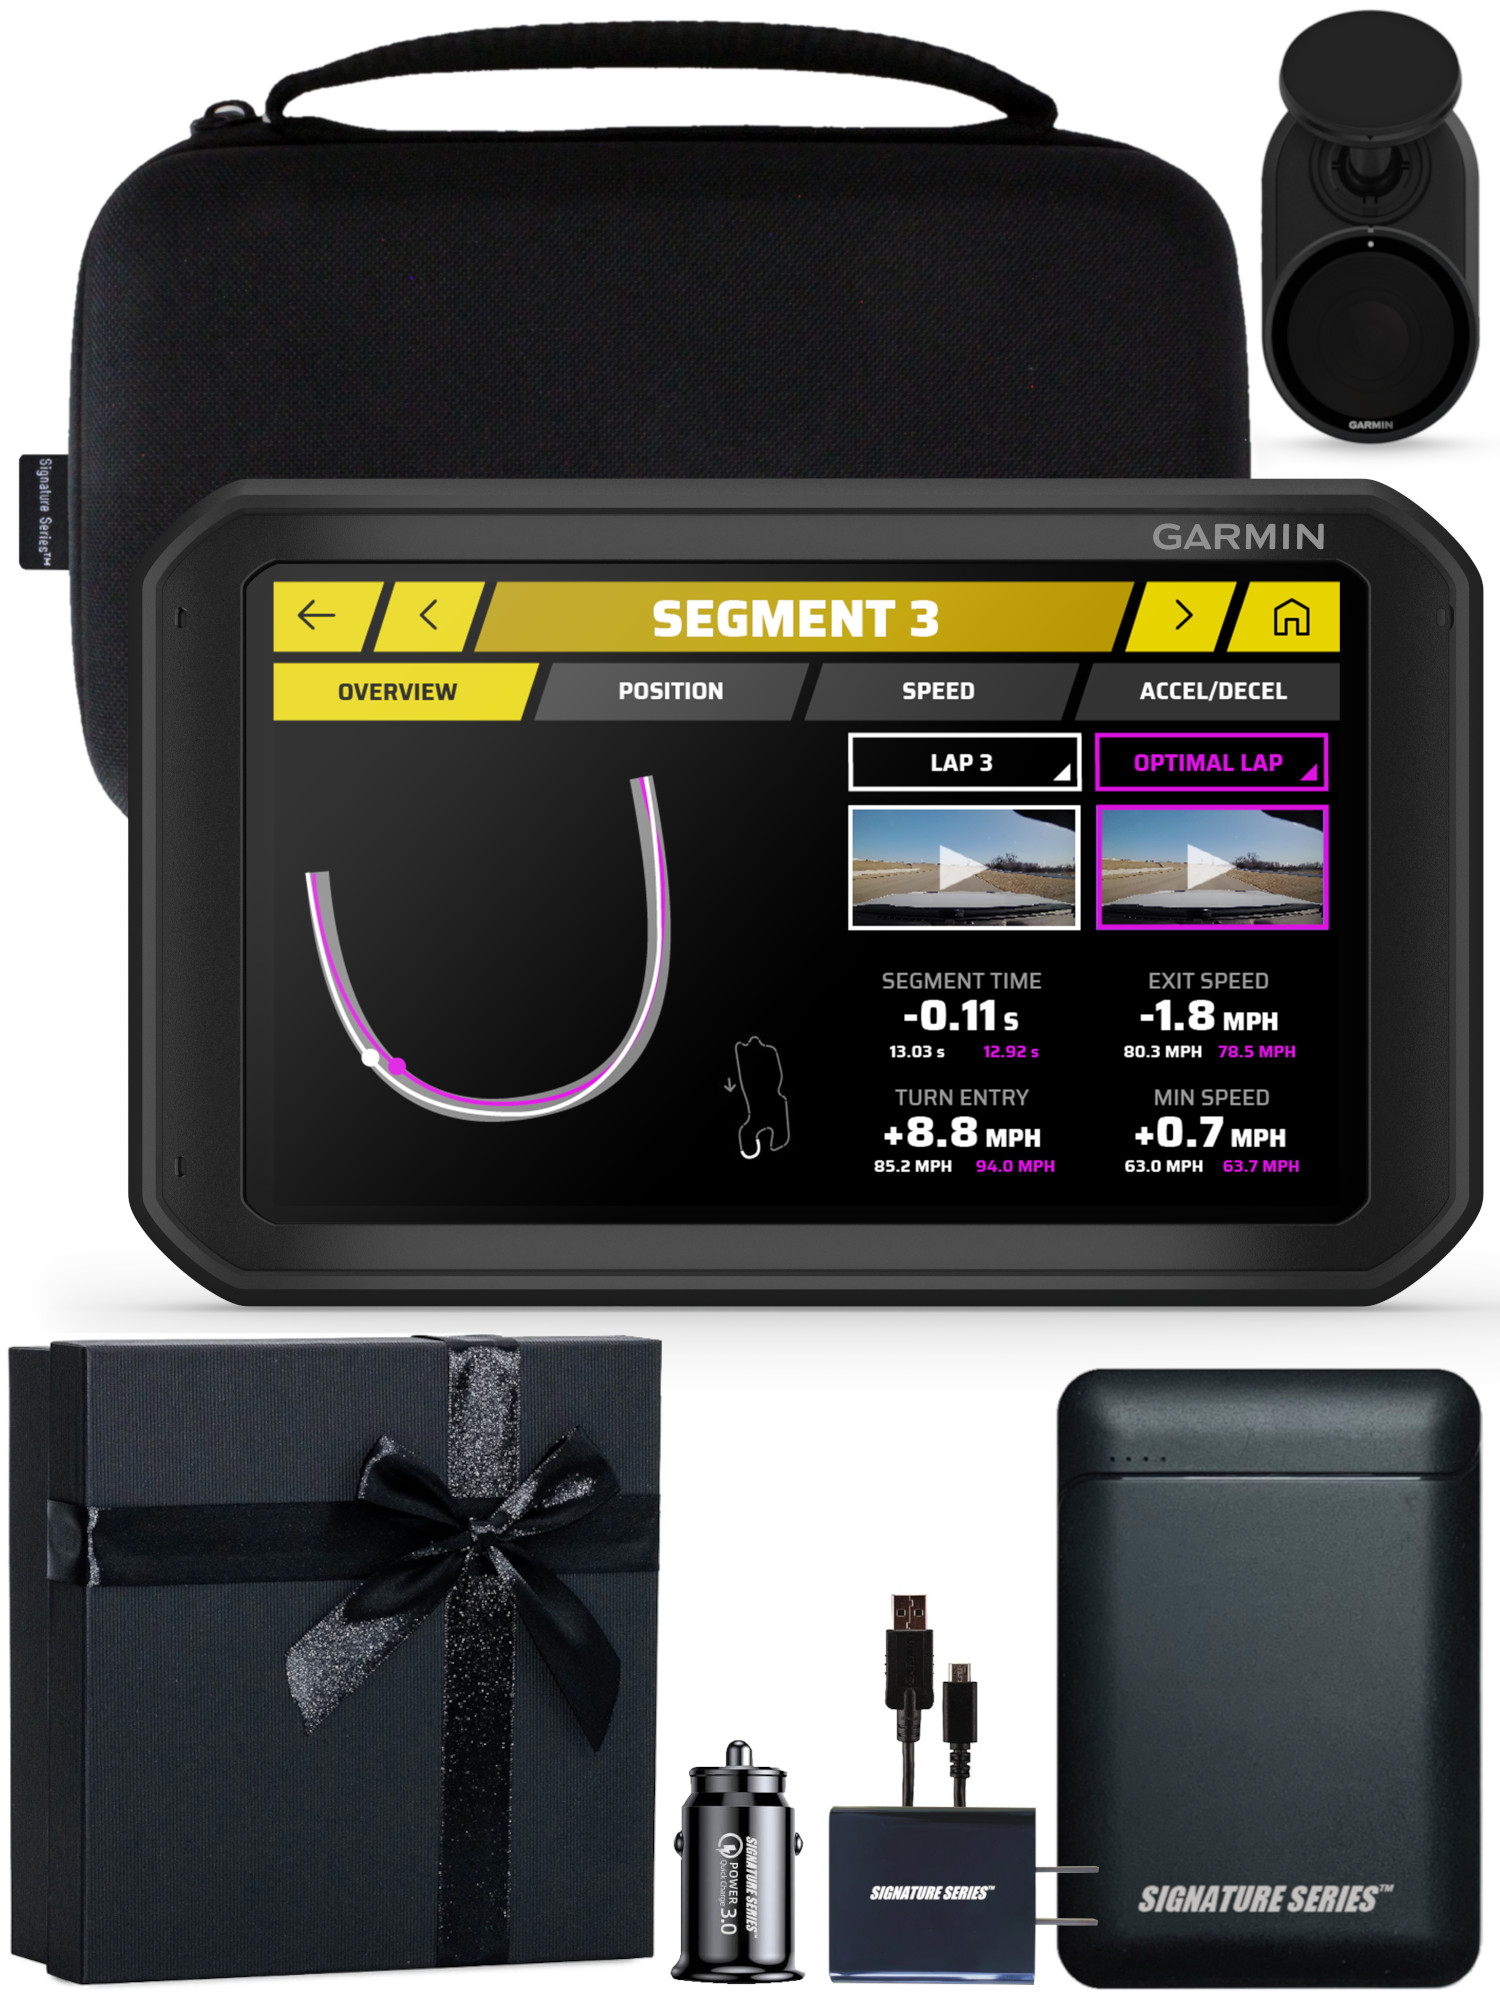 GARMIN
Signature Series™
GARMIN
SEGMENT 3
OVERVIEW
POSITION
SPEED
ACCEL/DECEL
LAP 3
OPTIMAL LAP
SEGMENT TIME
-0.11 s
13.03 s
12.92 s
EXIT SPEED
-1.8 MPH
80.3 MPH
78.5 MPH
TURN ENTRY
+8.8 MPH
85.2 MPH
94.0 MPH
MIN SPEED
+0.7 MPH
63.0 MPH
63.7 MPH
SIGNATURE SERIES™
POWER 3.0
Quick Charge
SIGNATURE SERIES™
SIGNATURE SERIES™